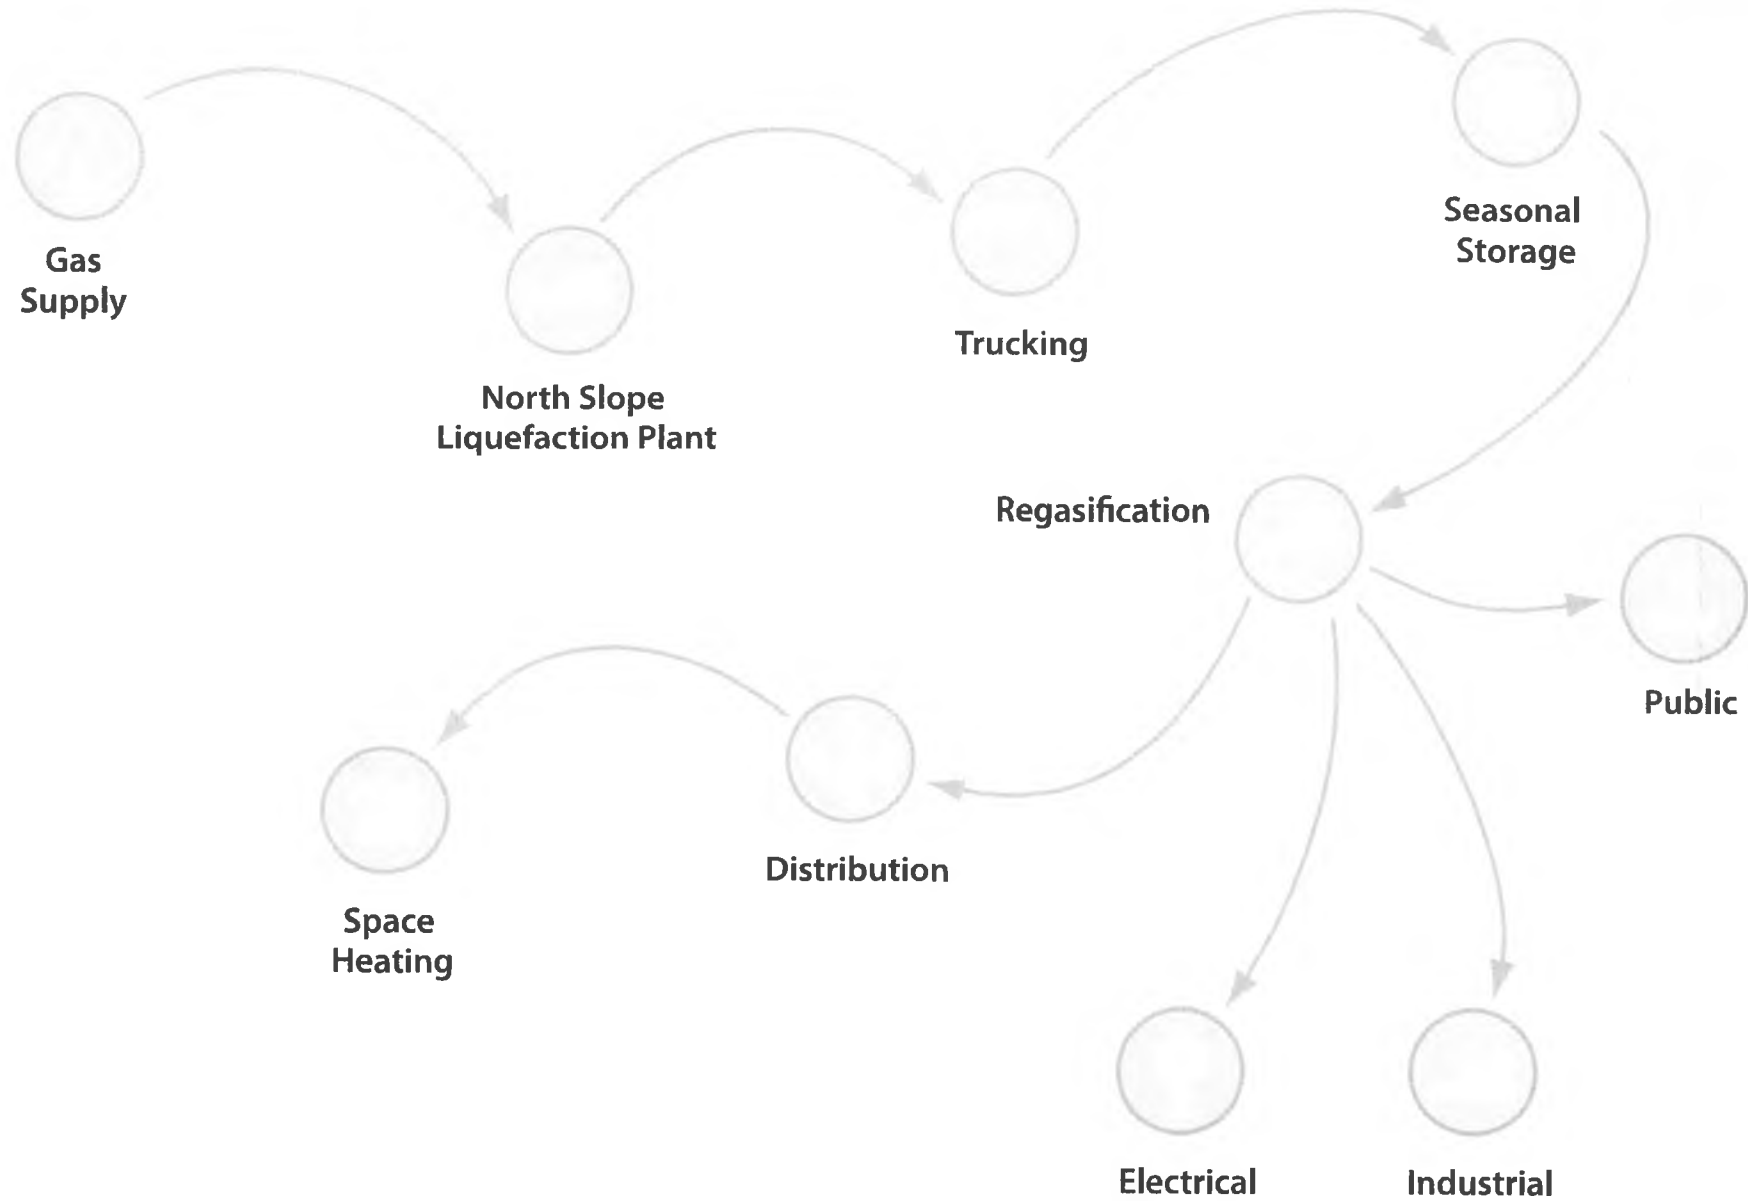 Gas
Supply
North Slope
Liquefaction Plant
Trucking
Seasonal
Storage
Regasification
Public
Distribution
Space
Heating
Electrical
Industrial